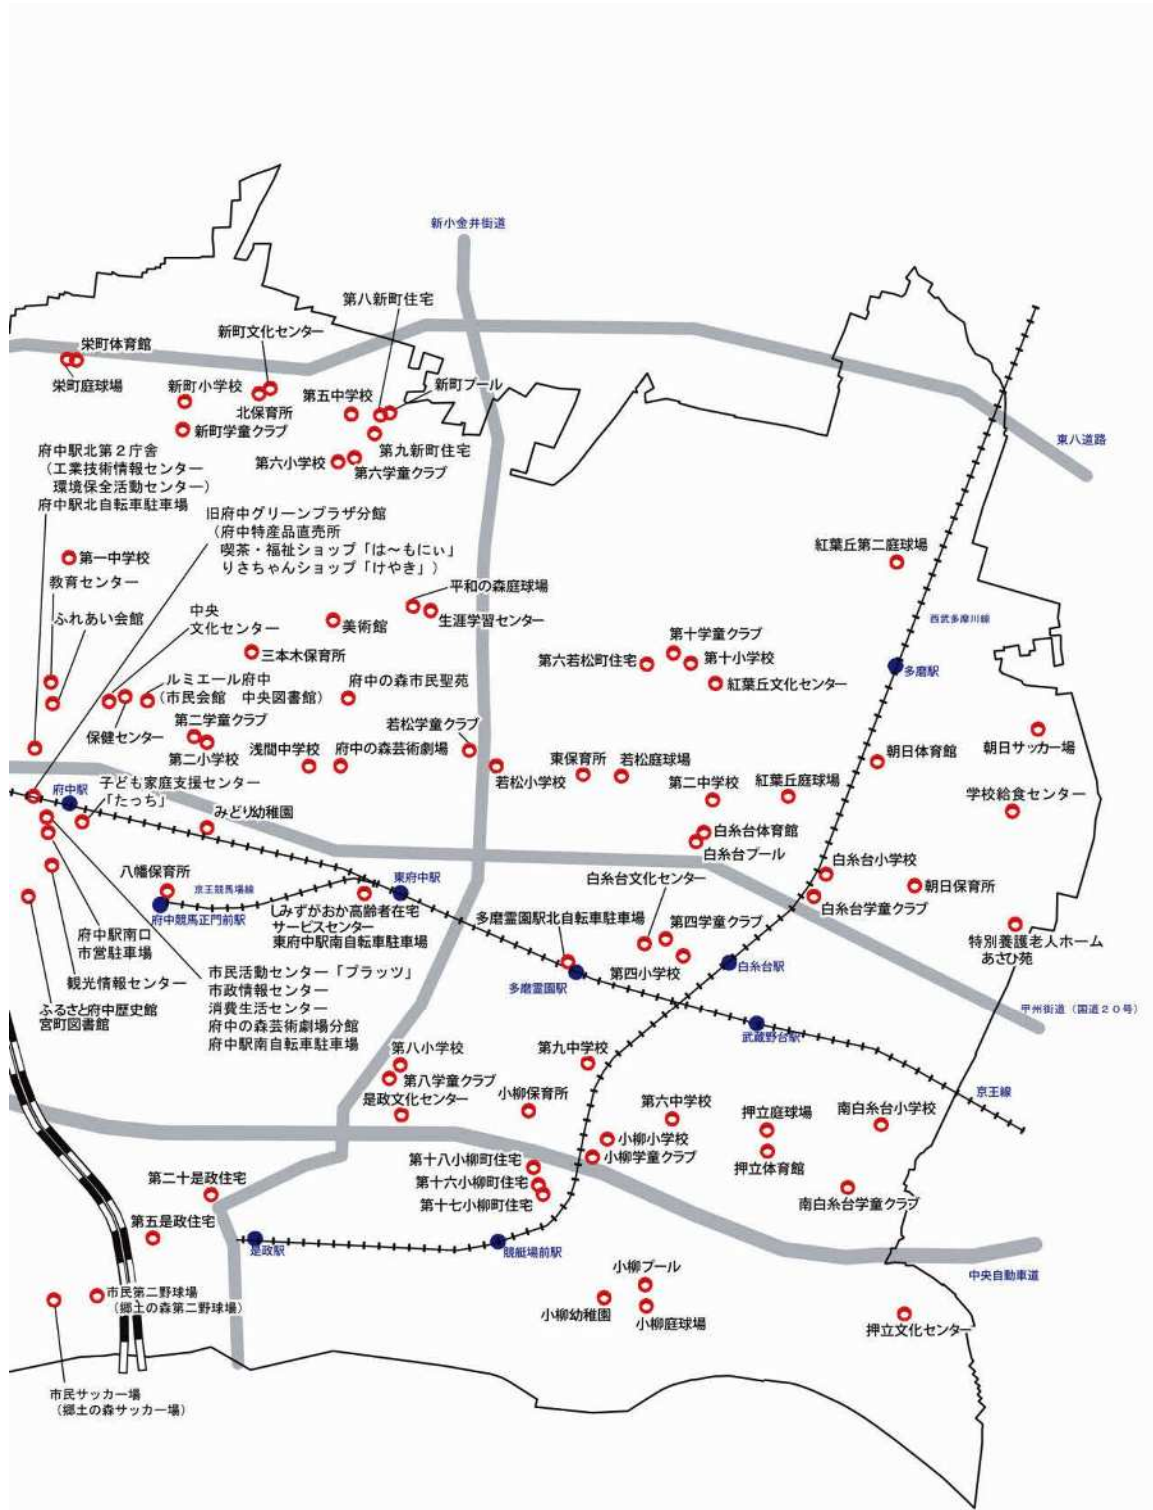 新小金井街道
第八新町住宅
新町文化センター
栄町体育館
栄町庭球場
新町小学校
北保育所
第五中学校
新町プール
新町学童クラブ
第九新町住宅
第六小学校
第六学童クラブ
東八道路
府中駅北第２庁舎
（工業技術情報センター
環境保全活動センター）
府中駅北自転車駐車場
旧府中グリーンプラザ分館
（府中特産品直売所
喫茶・福祉ショップ「は～もにぃ」
りさちゃんショップ「けやき」）
第一中学校
教育センター
ふれあい会館
中央
文化センター
紅葉丘第二庭球場
平和の森庭球場
生涯学習センター
美術館
三本木保育所
西武多摩川線
第十学童クラブ
第六若松町住宅
第十小学校
紅葉丘文化センター
多磨駅
ルミエール府中
（市民会館　中央図書館）
府中の森市民聖苑
保健センター
第二学童クラブ
第二小学校
若松学童クラブ
浅間中学校
府中の森芸術劇場
若松小学校
東保育所
若松庭球場
第二中学校
紅葉丘庭球場
朝日体育館
朝日サッカー場
学校給食センター
府中駅
子ども家庭支援センター
「たっち」
みどり幼稚園
白糸台体育館
白糸台プール
白糸台小学校
白糸台学童クラブ
朝日保育所
八幡保育所
京王競馬場線
府中競馬正門前駅
東府中駅
しみずがおか高齢者在宅
サービスセンター
東府中駅南自転車駐車場
白糸台文化センター
多磨霊園駅北自転車駐車場
第四学童クラブ
第四小学校
白糸台駅
多磨霊園駅
特別養護老人ホーム
あさひ苑
府中駅南口
市営駐車場
観光情報センター
ふるさと府中歴史館
宮町図書館
市民活動センター「プラッツ」
市政情報センター
消費生活センター
府中の森芸術劇場分館
府中駅南自転車駐車場
甲州街道（国道２０号）
武蔵野台駅
京王線
第八小学校
第八学童クラブ
是政文化センター
第九中学校
小柳保育所
第六中学校
押立庭球場
南白糸台小学校
小柳小学校
小柳学童クラブ
押立体育館
南白糸台学童クラブ
第十八小柳町住宅
第十六小柳町住宅
第十七小柳町住宅
第二十是政住宅
第五是政住宅
是政駅
競艇場前駅
中央自動車道
市民第二野球場
（郷土の森第二野球場）
小柳プール
小柳幼稚園
小柳庭球場
押立文化センター
市民サッカー場
（郷土の森サッカー場）